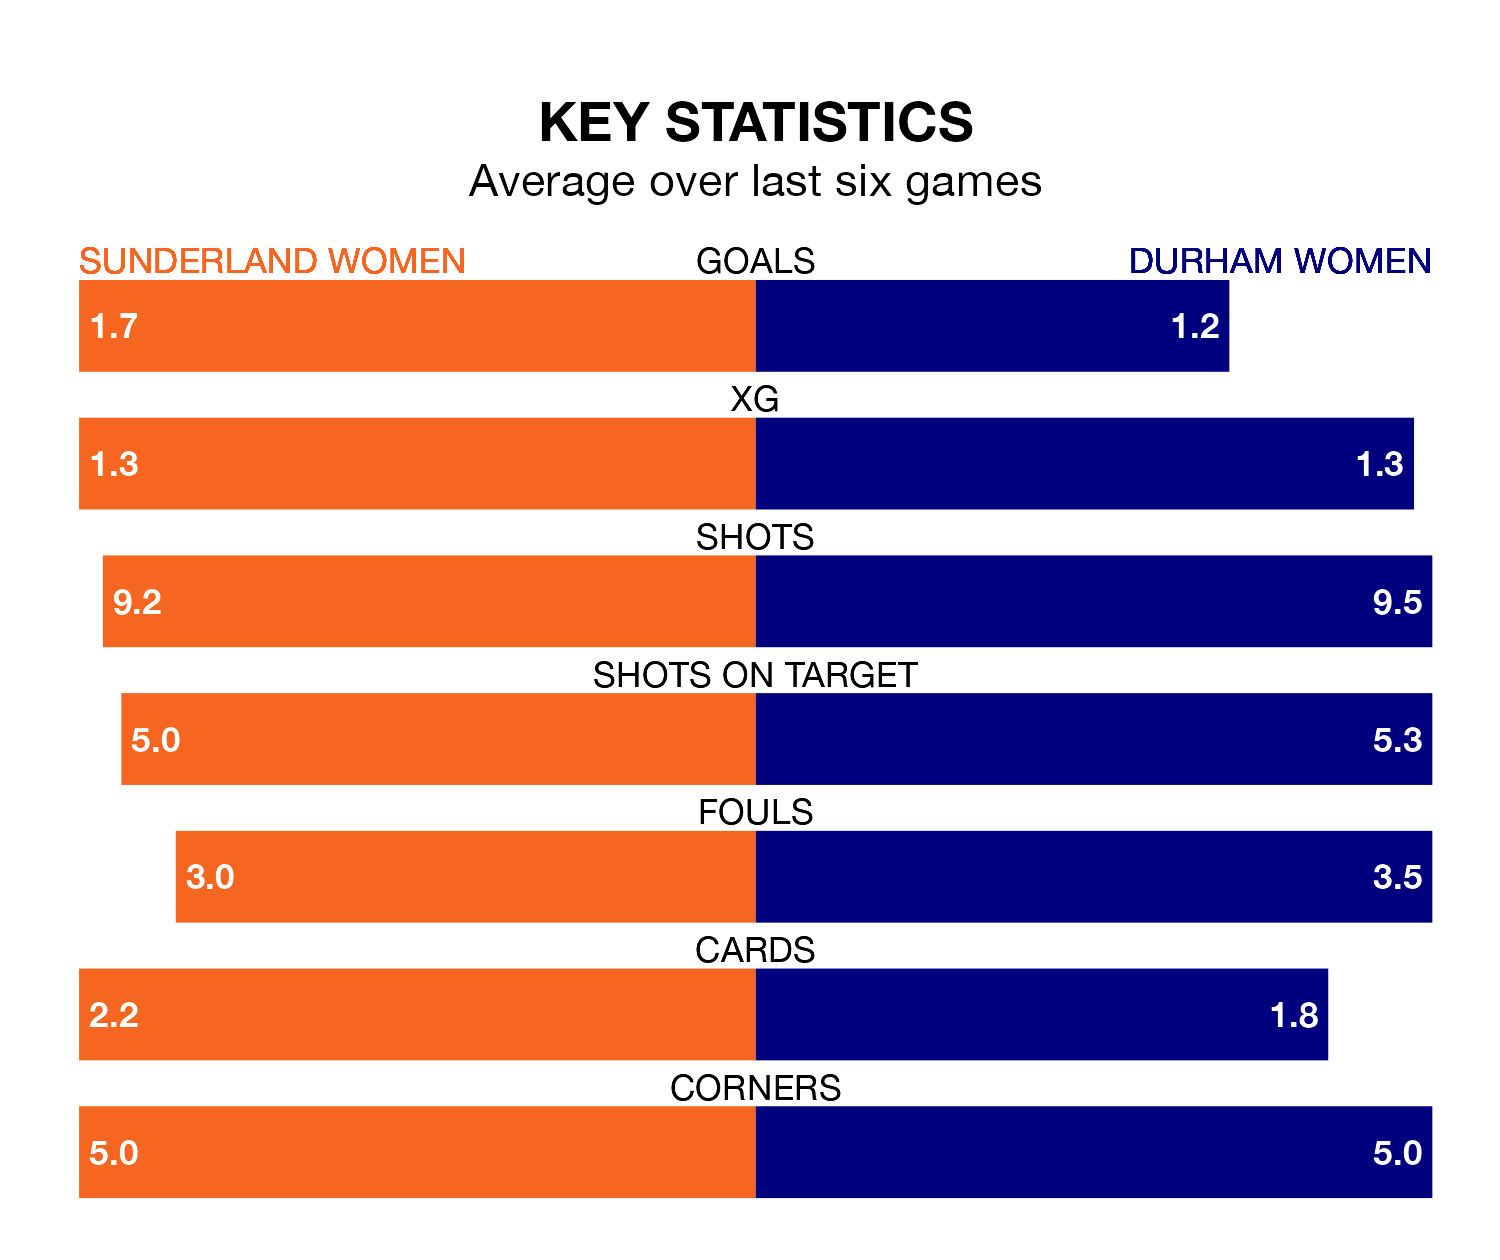 KEY STATISTICS
Average over last six games
SUNDERLAND WOMEN GOALS DURHAM WOMEN
1.7 1.2
XG
1.3 1.3
SHOTS
9.2 9.5
SHOTS ON TARGET
5.0 5.3
FOULS
3.0 3.5
CARDS
2.2 1.8
CORNERS
5.0 5.0